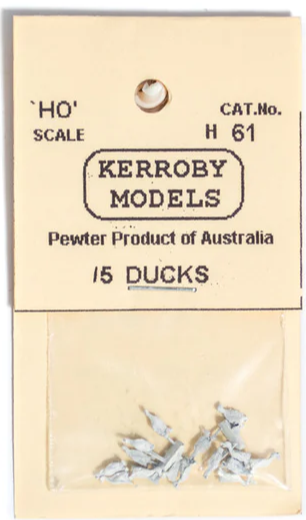 `HO'
SCALE
CAT.No.
H 61
KERROBY
MODELS
Pewter Product of Australia
15 DUCKS